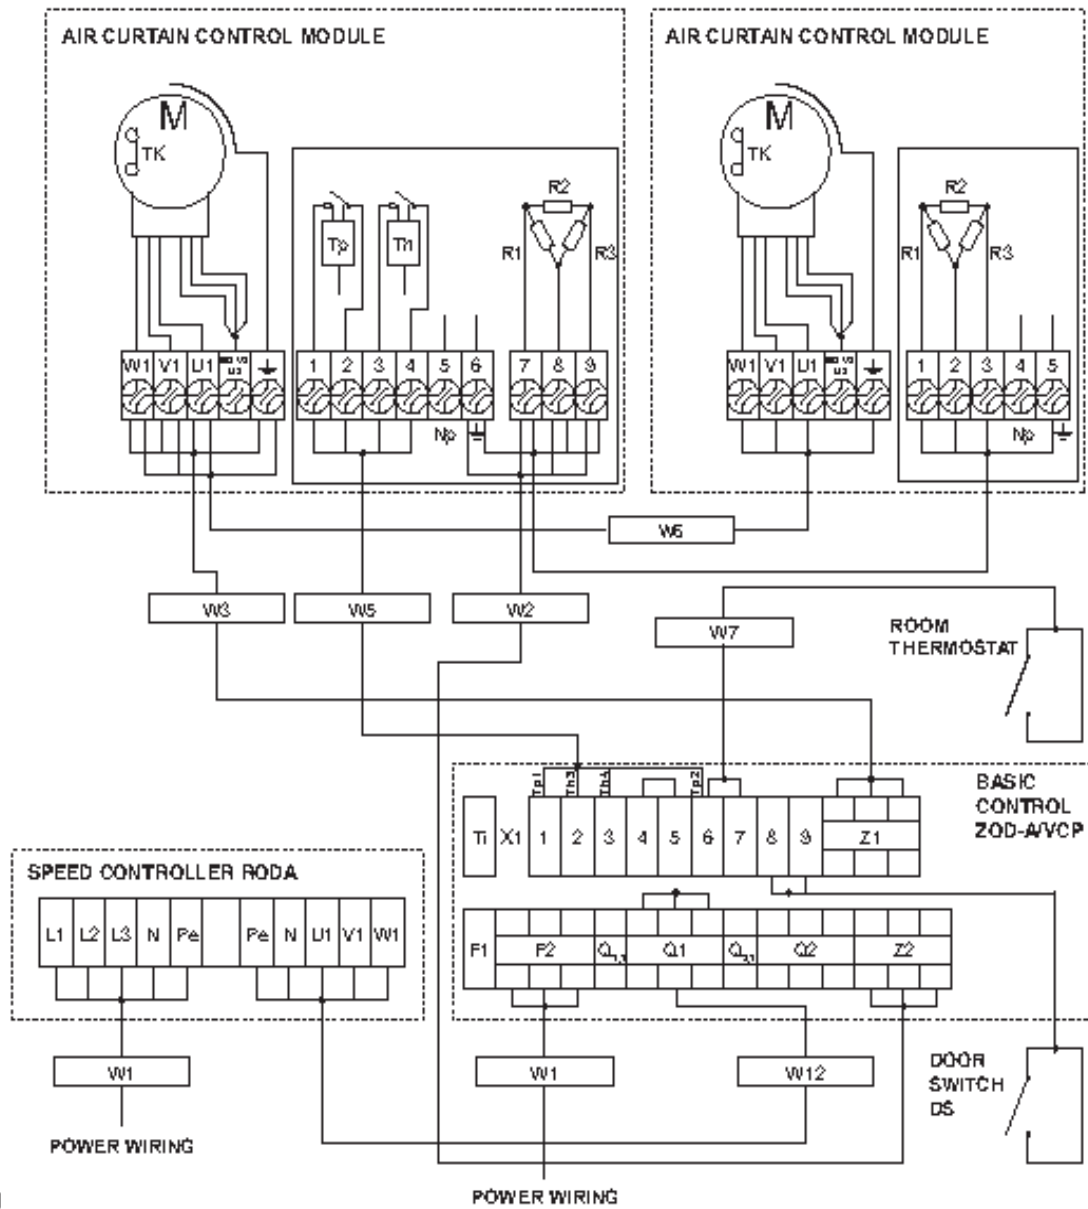 AIR CURTAIN CONTROL MODULE
AIR CURTAIN CONTROL MODULE
M
TK
Tp
Th
R2
R1
R3
M
TK
R2
R1
R3
W1 V1 U1
1 2 3 4 5 6
7 8 9
W1 V1 U1
1 2 3 4 5
Np
Np
W6
W3
W5
W2
W7
ROOM
THERMOSTAT
Tp1 Th3 Th4 Tp2
BASIC
CONTROL
ZOD-A/VCP
Ti X1 1 2 3 4 5 6 7 8 9 Z1
SPEED CONTROLLER RODA
L1 L2 L3 N Pe Pe N U1 V1 W1
F1 F2 Q1 Q2 Z2
W1
W1
W12
DOOR
SWITCH
DS
POWER WIRING
POWER WIRING